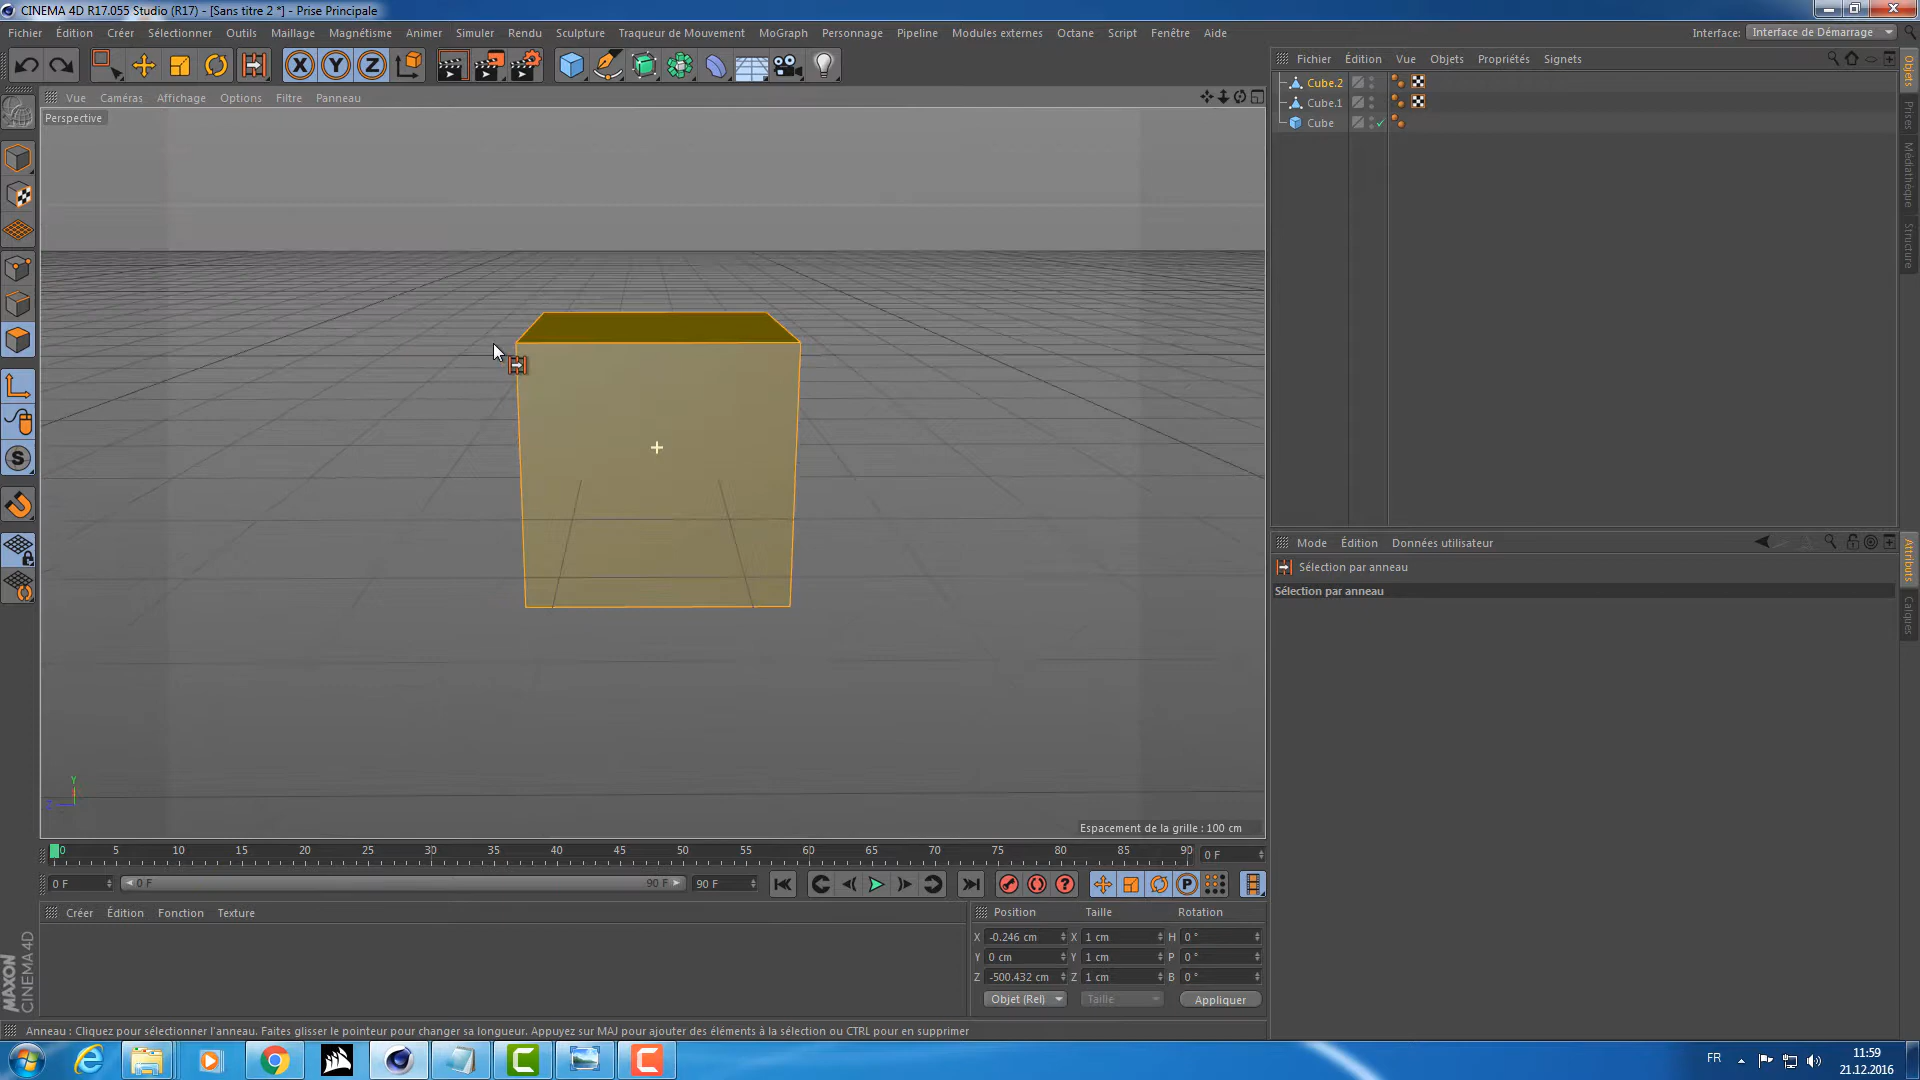 CINEMA 4D R17.055 Studio (R17) - [Sans titre 2 *] - Prise Principale
Fichier Édition Créer Sélectionner Outils Maillage Magnétisme Animer Simuler Rendu Sculpture Traqueur de Mouvement MoGraph Personnage Pipeline Modules externes Octane Script Fenêtre Aide Interface: Interface de Démarrage
X Y Z
Fichier Édition Vue Objets Propriétés Signets
Cube.2
Cube.1
Cube
Objets
Prises
Médiathèque
Structure
Vue Caméras Affichage Options Filtre Panneau
Perspective
S
Y
Espacement de la grille : 100 cm
Mode Édition Données utilisateur
Sélection par anneau
Sélection par anneau
Attributs
Calques
0 5 10 15 20 25 30 35 40 45 50 55 60 65 70 75 80 85 90 0 F
0 F 0 F 90 F 90 F ? P
Créer Édition Fonction Texture
Position Taille Rotation
X -0.246 cm X 1 cm H 0 °
Y 0 cm Y 1 cm P 0 °
Z -500.432 cm Z 1 cm B 0 °
Objet (Rel) Taille Appliquer
MAXON
CINEMA 4D
Anneau : Cliquez pour sélectionner l'anneau. Faites glisser le pointeur pour changer sa longueur. Appuyez sur MAJ pour ajouter des éléments à la sélection ou CTRL pour en supprimer
FR
11:59
21.12.2016